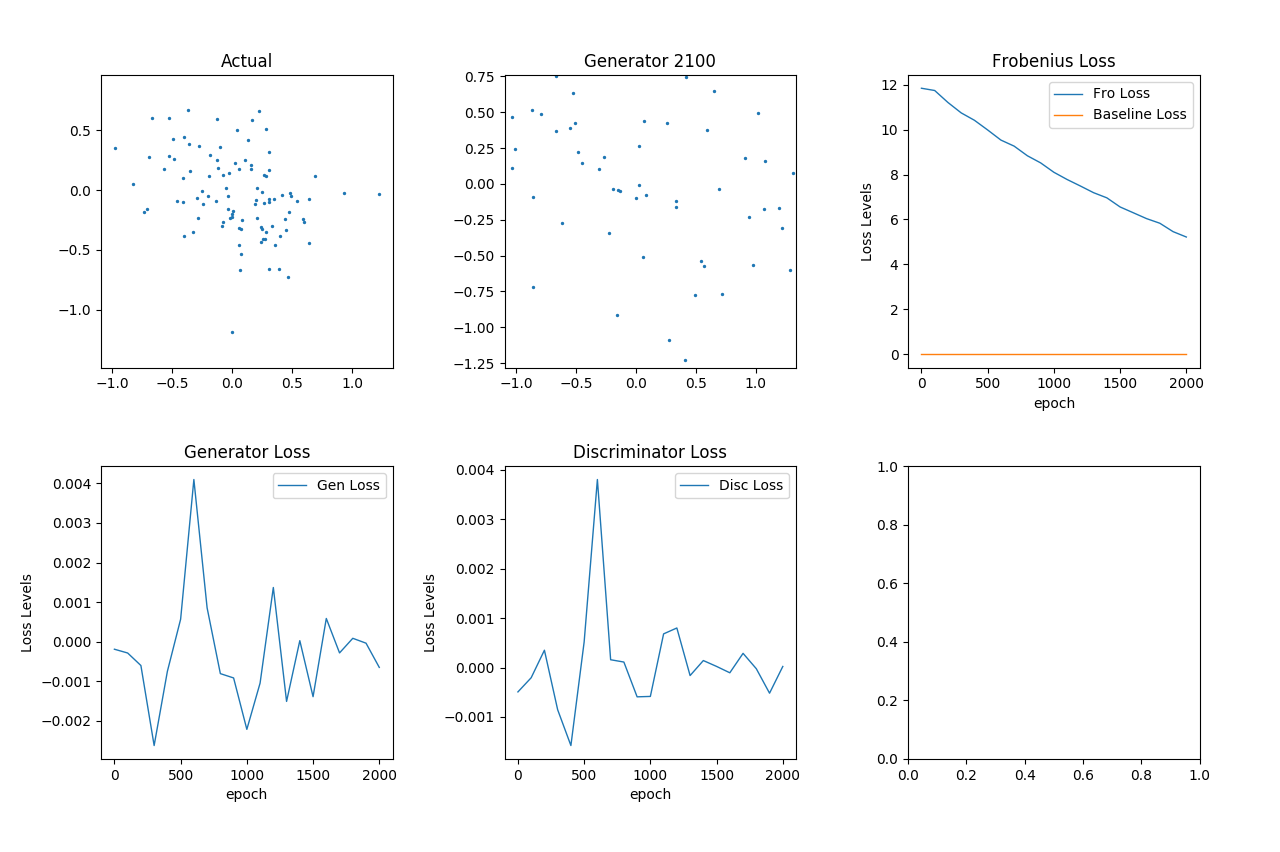 Actual
0.5
0.0
−0.5
−1.0
−1.0 −0.5 0.0 0.5 1.0
Generator 2100
0.75
0.50
0.25
0.00
−0.25
−0.50
−0.75
−1.00
−1.25
−1.0 −0.5 0.0 0.5 1.0
Frobenius Loss
Fro Loss
Baseline Loss
Loss Levels
12
10
8
6
4
2
0
0 500 1000 1500 2000
epoch
Generator Loss
Gen Loss
Loss Levels
0.004
0.003
0.002
0.001
0.000
−0.001
−0.002
0 500 1000 1500 2000
epoch
Discriminator Loss
Disc Loss
Loss Levels
0.004
0.003
0.002
0.001
0.000
−0.001
0 500 1000 1500 2000
epoch
1.0
0.8
0.6
0.4
0.2
0.0
0.0 0.2 0.4 0.6 0.8 1.0